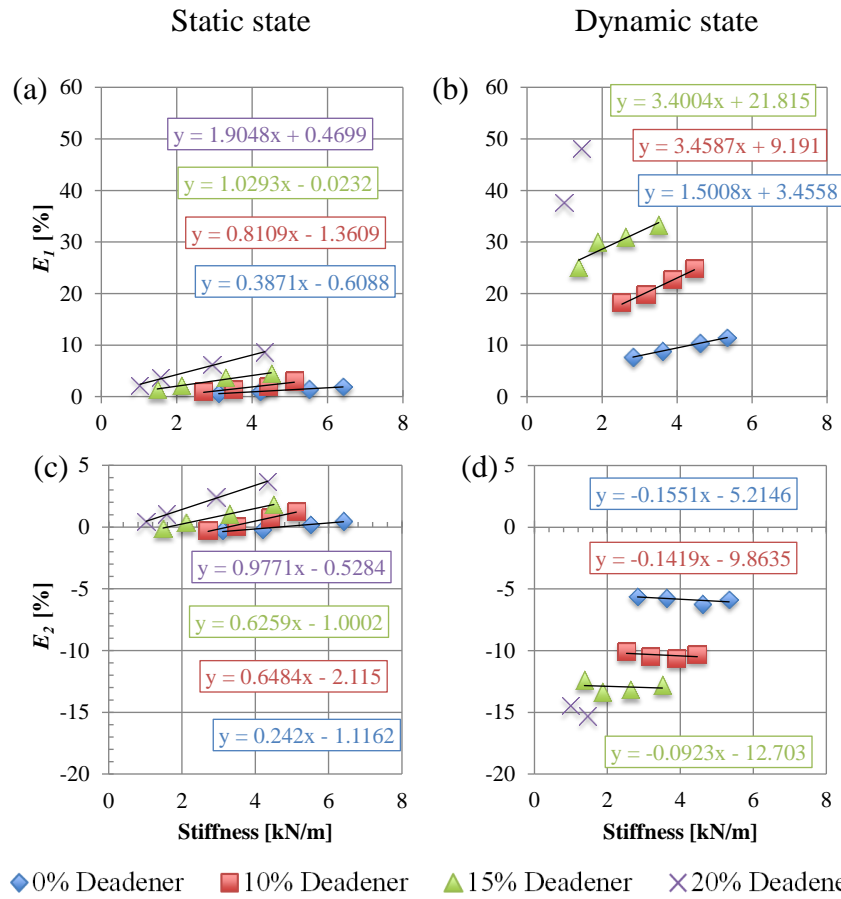 Static state
Dynamic state
(a)
E1 [%]
60
50
40
30
20
10
0
y = 1.9048x + 0.4699
y = 1.0293x - 0.0232
y = 0.8109x - 1.3609
y = 0.3871x - 0.6088
0 2 4 6 8
(b)
60
50
40
30
20
10
0
y = 3.4004x + 21.815
y = 3.4587x + 9.191
y = 1.5008x + 3.4558
0 2 4 6 8
(c)
E2 [%]
5
0
-5
-10
-15
-20
y = 0.9771x - 0.5284
y = 0.6259x - 1.0002
y = 0.6484x - 2.115
y = 0.242x - 1.1162
0 2 4 6 8
Stiffness [kN/m]
(d)
5
0
-5
-10
-15
-20
y = -0.1551x - 5.2146
y = -0.1419x - 9.8635
y = -0.0923x - 12.703
0 2 4 6 8
Stiffness [kN/m]
0% Deadener 10% Deadener 15% Deadener 20% Deadene